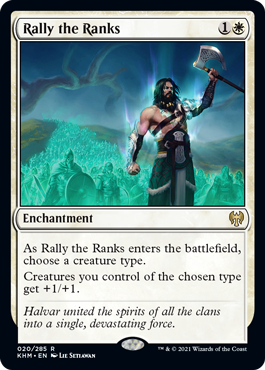 Rally the Ranks 1
Enchantment
As Rally the Ranks enters the battlefield,
choose a creature type.
Creatures you control of the chosen type
get +1/+1.
Halvar united the spirits of all the clans
into a single, devastating force.
020/285 R
KHM • EN Lie Setiawan
™ & © 2021 Wizards of the Coast